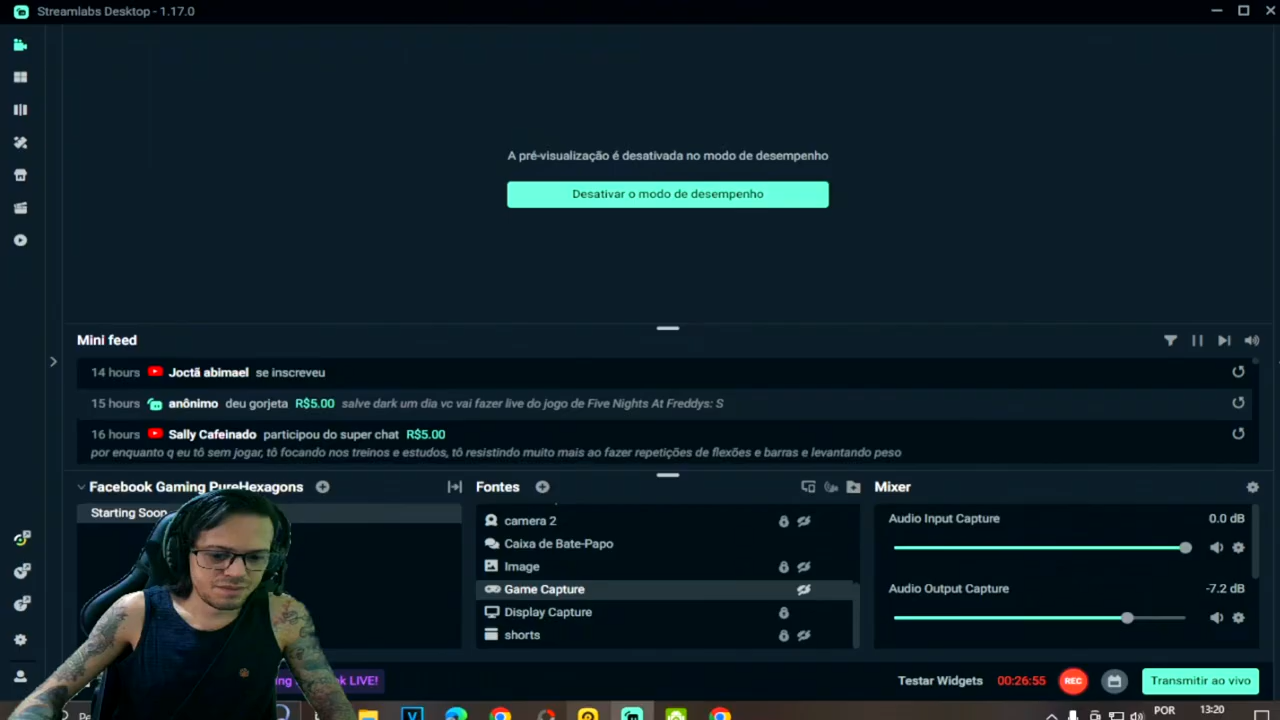 Streamlabs Desktop - 1.17.0
A pré-visualização é desativada no modo de desempenho
Desativar o modo de desempenho
Mini feed
14 hours Joctã abimael se inscreveu
15 hours anônimo deu gorjeta R$5.00 salve dark um dia vc vai fazer live do jogo de Five Nights At Freddys: S
16 hours Sally Cafeinado participou do super chat R$5.00
por enquanto q eu tô sem jogar, tô focando nos treinos e estudos, tô resistindo muito mais ao fazer repetições de flexões e barras e levantando peso
Facebook Gaming PureHexagons
Starting Soon
Fontes
camera 2
Caixa de Bate-Papo
Image
Game Capture
Display Capture
shorts
Mixer
Audio Input Capture 0.0 dB
Audio Output Capture -7.2 dB
LIVE!
Testar Widgets 00:26:55 REC Transmitir ao vivo
POR 13:20